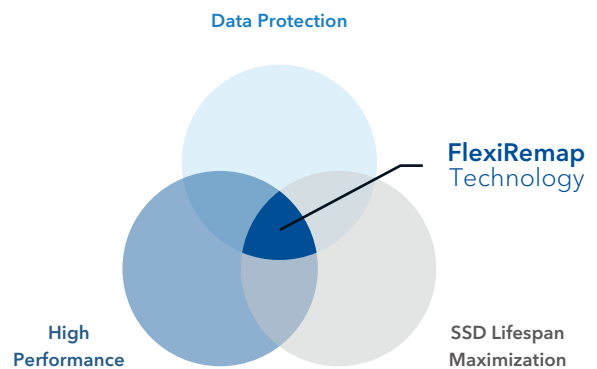 Data Protection
FlexiRemap
Technology
High
Performance
SSD Lifespan
Maximization